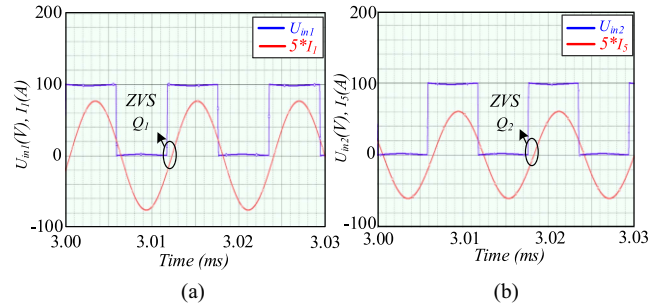 200
100
0
-100
U_in1(V), I_1(A)
U_in1
5*I_1
ZVS
Q_1
3.00
3.01
3.02
3.03
Time (ms)
(a)
200
100
0
-100
U_in2(V), I_5(A)
U_in2
5*I_5
ZVS
Q_2
3.00
3.01
3.02
3.03
Time (ms)
(b)